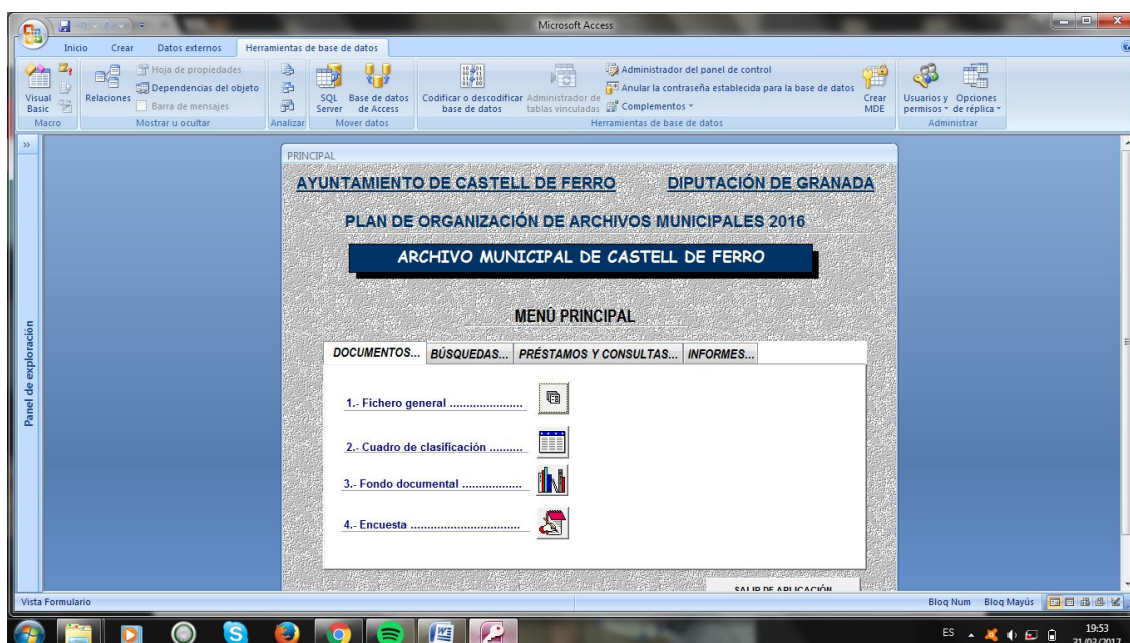 Microsoft Access
Inicio Crear Datos externos Herramientas de base de datos
Visual Basic
Macro
Relaciones
Hoja de propiedades
Dependencias del objeto
Barra de mensajes
Mostrar u ocultar
Analizar
SQL Server
Base de datos de Access
Mover datos
Codificar o descodificar base de datos
Administrador de tablas vinculadas
Administrador del panel de control
Anular la contraseña establecida para la base de datos
Complementos
Crear MDE
Herramientas de base de datos
Usuarios y permisos
Opciones de réplica
Administrar
»
Panel de exploración
PRINCIPAL
AYUNTAMIENTO DE CASTELL DE FERRO DIPUTACIÓN DE GRANADA
PLAN DE ORGANIZACIÓN DE ARCHIVOS MUNICIPALES 2016
ARCHIVO MUNICIPAL DE CASTELL DE FERRO
MENÚ PRINCIPAL
DOCUMENTOS... BÚSQUEDAS... PRÉSTAMOS Y CONSULTAS... INFORMES...
1.- Fichero general ......................
2.- Cuadro de clasificación ..........
3.- Fondo documental ..................
4.- Encuesta .................................
SALIR DE APLICACIÓN
Vista Formulario Bloq Num Bloq Mayús
ES 19:53
21/03/2017